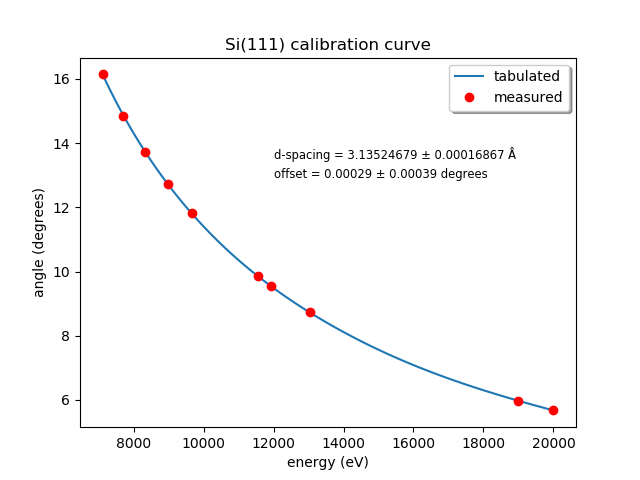 Si(111) calibration curve
tabulated
measured
d-spacing = 3.13524679 ± 0.00016867 Å
offset = 0.00029 ± 0.00039 degrees
angle (degrees)
16
14
12
10
8
6
8000 10000 12000 14000 16000 18000 20000
energy (eV)